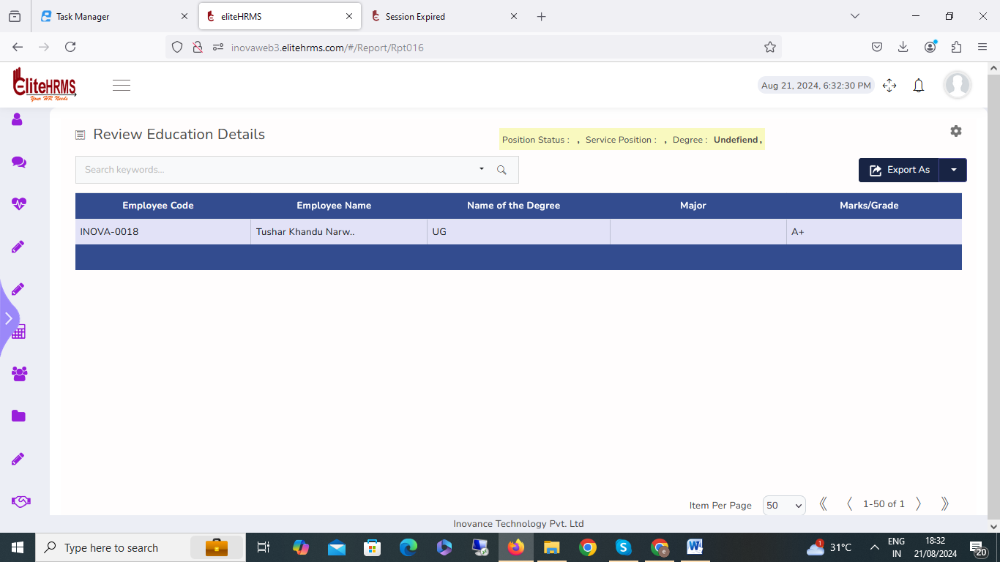 Task Manager
eliteHRMS
Session Expired
inovaweb3.elitehrms.com/#/Report/Rpt016
EliteHRMS
Your HR Needs
Aug 21, 2024, 6:32:30 PM
Review Education Details
Position Status : , Service Position : , Degree : Undefiend ,
Search keywords...
Export As
Employee Code Employee Name Name of the Degree Major Marks/Grade
INOVA-0018 Tushar Khandu Narw.. UG A+
Item Per Page 50 1-50 of 1
Inovance Technology Pvt. Ltd
Type here to search
1
31°C
ENG
IN
18:32
21/08/2024
20